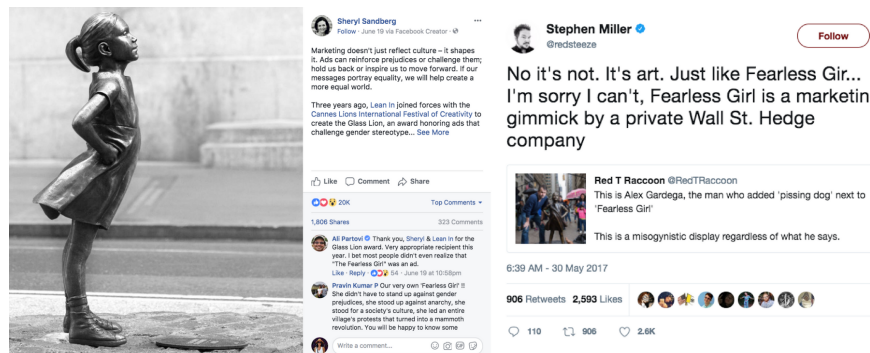 Sheryl Sandberg
Follow · June 19 via Facebook Creator ·
Marketing doesn't just reflect culture – it shapes
it. Ads can reinforce prejudices or challenge them;
hold us back or inspire us to move forward. If our
messages portray equality, we will help create a
more equal world.
Three years ago, Lean In joined forces with the
Cannes Lions International Festival of Creativity to
create the Glass Lion, an award honoring ads that
challenge gender stereotype... See More
Like Comment Share
20K Top Comments
1,806 Shares 323 Comments
Ali Partovi Thank you, Sheryl & Lean In for the
Glass Lion award. Very appropriate recipient this
year. I bet most people didn't even realize that
"The Fearless Girl" was an ad.
Like · Reply · 54 · June 19 at 10:58pm
Pravin Kumar P Our very own 'Fearless Girl' !!
She didn't have to stand up against gender
prejudices, she stood up against anarchy, she
stood for a society's culture, she led an entire
village's protests that turned into a mammoth
revolution. You will be happy to know some
Write a comment...
GIF
Stephen Miller
@redsteeze
Follow
No it's not. It's art. Just like Fearless Gir...
I'm sorry I can't, Fearless Girl is a marketin
gimmick by a private Wall St. Hedge
company
Red T Raccoon @RedTRaccoon
This is Alex Gardega, the man who added 'pissing dog' next to
'Fearless Girl'
This is a misogynistic display regardless of what he says.
6:39 AM - 30 May 2017
906 Retweets 2,593 Likes
110 906 2.6K